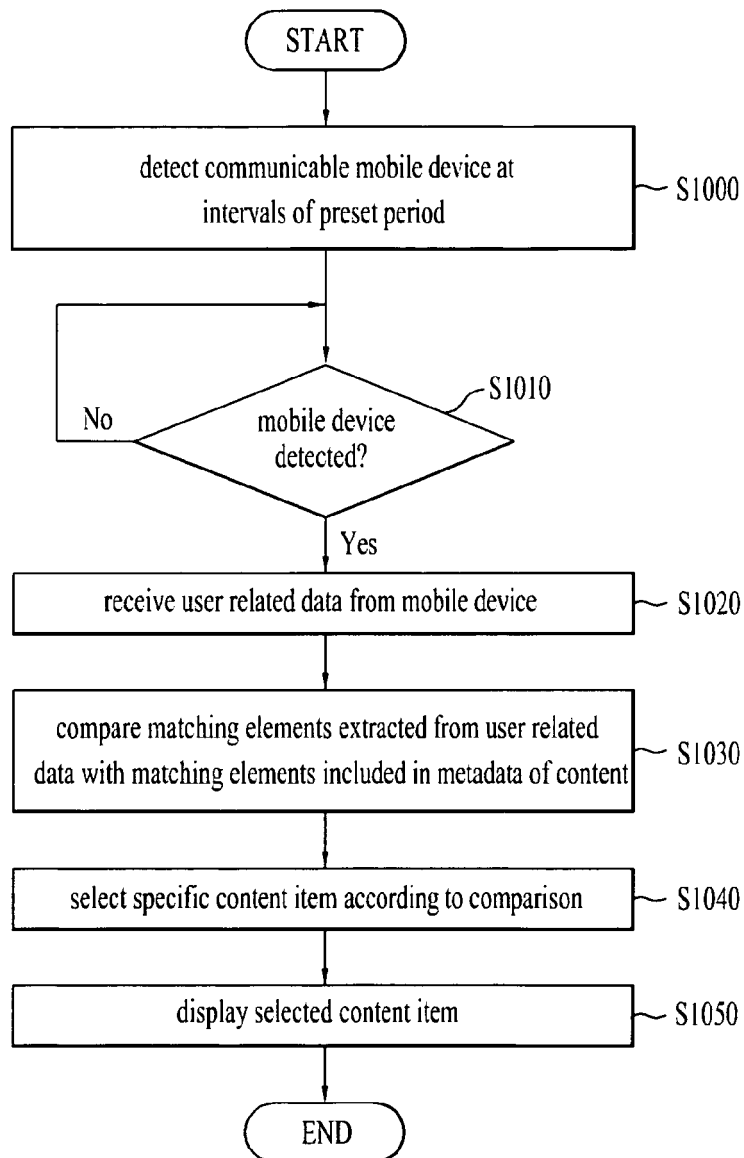 START
detect communicable mobile device at
intervals of preset period
S1000
S1010
No
mobile device
detected?
Yes
receive user related data from mobile device
S1020
compare matching elements extracted from user related
data with matching elements included in metadata of content
S1030
select specific content item according to comparison
S1040
display selected content item
S1050
END